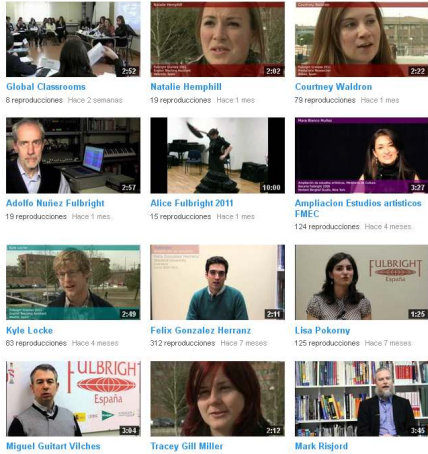 Natalie Hemphill
Courtney Waldron
2:52
2:02
2:22
Global Classrooms
Natalie Hemphill
Courtney Waldron
6 reproducciones Hace 2 semanas
19 reproducciones Hace 1 mes
79 reproducciones Hace 1 mes
Maria Blanco Muñoz
2:57
10:00
3:27
Adolfo Nuñez Fulbright
Alice Fulbright 2011
Ampliacion Estudios artisticos
FMEC
19 reproducciones Hace 1 mes
15 reproducciones Hace 1 mes
124 reproducciones Hace 4 meses
Kyle Locke
FULBRIGHT
España
2:49
2:11
1:25
Kyle Locke
Felix Gonzalez Herranz
Lisa Pokorny
83 reproducciones Hace 4 meses
312 reproducciones Hace 7 meses
125 reproducciones Hace 7 meses
FULBRIGHT
España
3:04
2:12
3:45
Miguel Guitart Vilches
Tracey Gill Miller
Mark Risjord